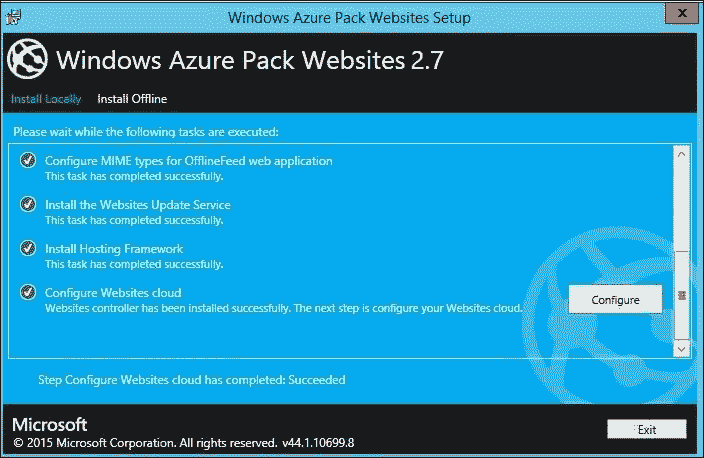 Windows Azure Pack Websites Setup
x
Windows Azure Pack Websites 2.7
Install Locally Install Offline
Please wait while the following tasks are executed:
Configure MIME types for OfflineFeed web application
This task has completed successfully.
Install the Websites Update Service
This task has completed successfully.
Install Hosting Framework
This task has completed successfully.
Configure Websites cloud
Websites controller has been installed successfully. The next step is configure your Websites cloud.
Configure
Step Configure Websites cloud has completed: Succeeded
Microsoft
© 2015 Microsoft Corporation. All rights reserved. v44.1.10699.8
Exit